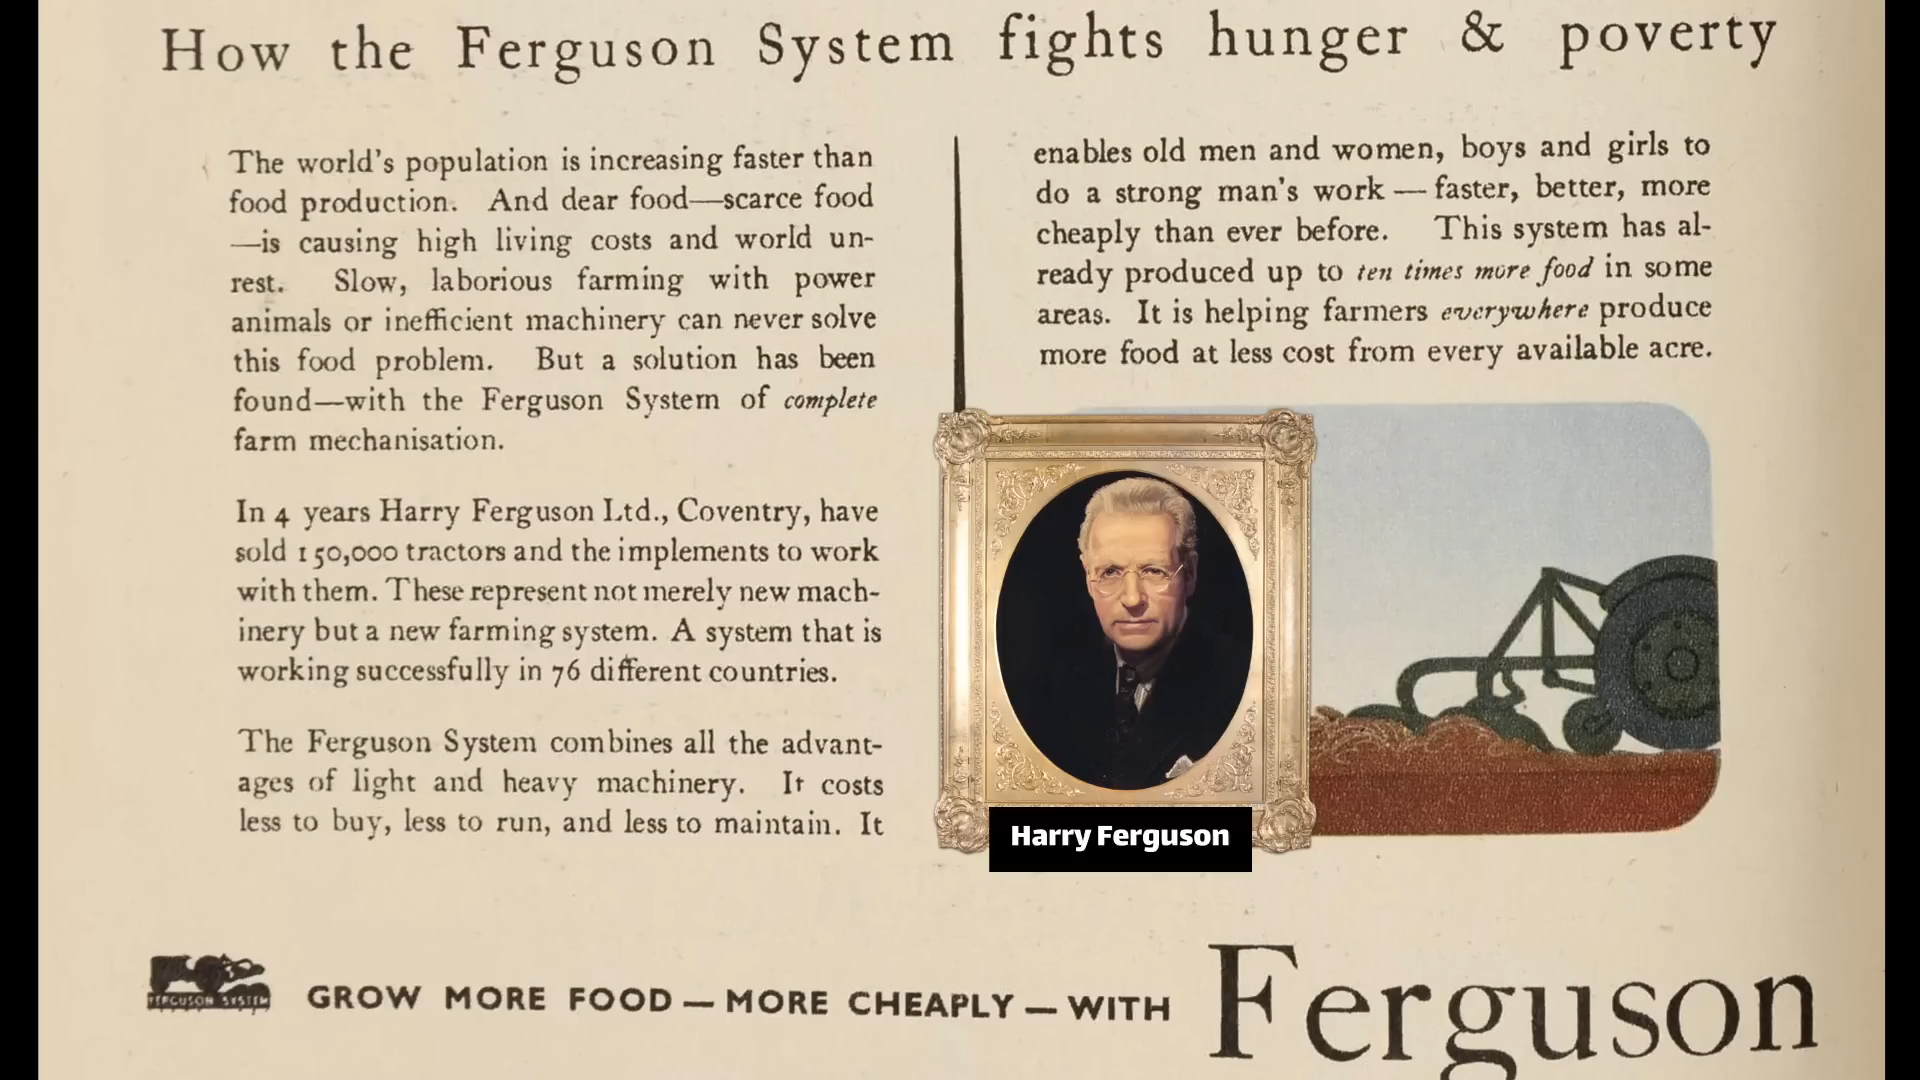 How the Ferguson System fights hunger & poverty
The world's population is increasing faster than
food production. And dear food—scarce food
—is causing high living costs and world un-
rest. Slow, laborious farming with power
animals or inefficient machinery can never solve
this food problem. But a solution has been
found—with the Ferguson System of complete
farm mechanisation.
In 4 years Harry Ferguson Ltd., Coventry, have
sold 150,000 tractors and the implements to work
with them. These represent not merely new mach-
inery but a new farming system. A system that is
working successfully in 76 different countries.
The Ferguson System combines all the advant-
ages of light and heavy machinery. It costs
less to buy, less to run, and less to maintain. It
enables old men and women, boys and girls to
do a strong man's work — faster, better, more
cheaply than ever before. This system has al-
ready produced up to ten times more food in some
areas. It is helping farmers everywhere produce
more food at less cost from every available acre.
Harry Ferguson
FERGUSON SYSTEM
GROW MORE FOOD — MORE CHEAPLY — WITH Ferguson